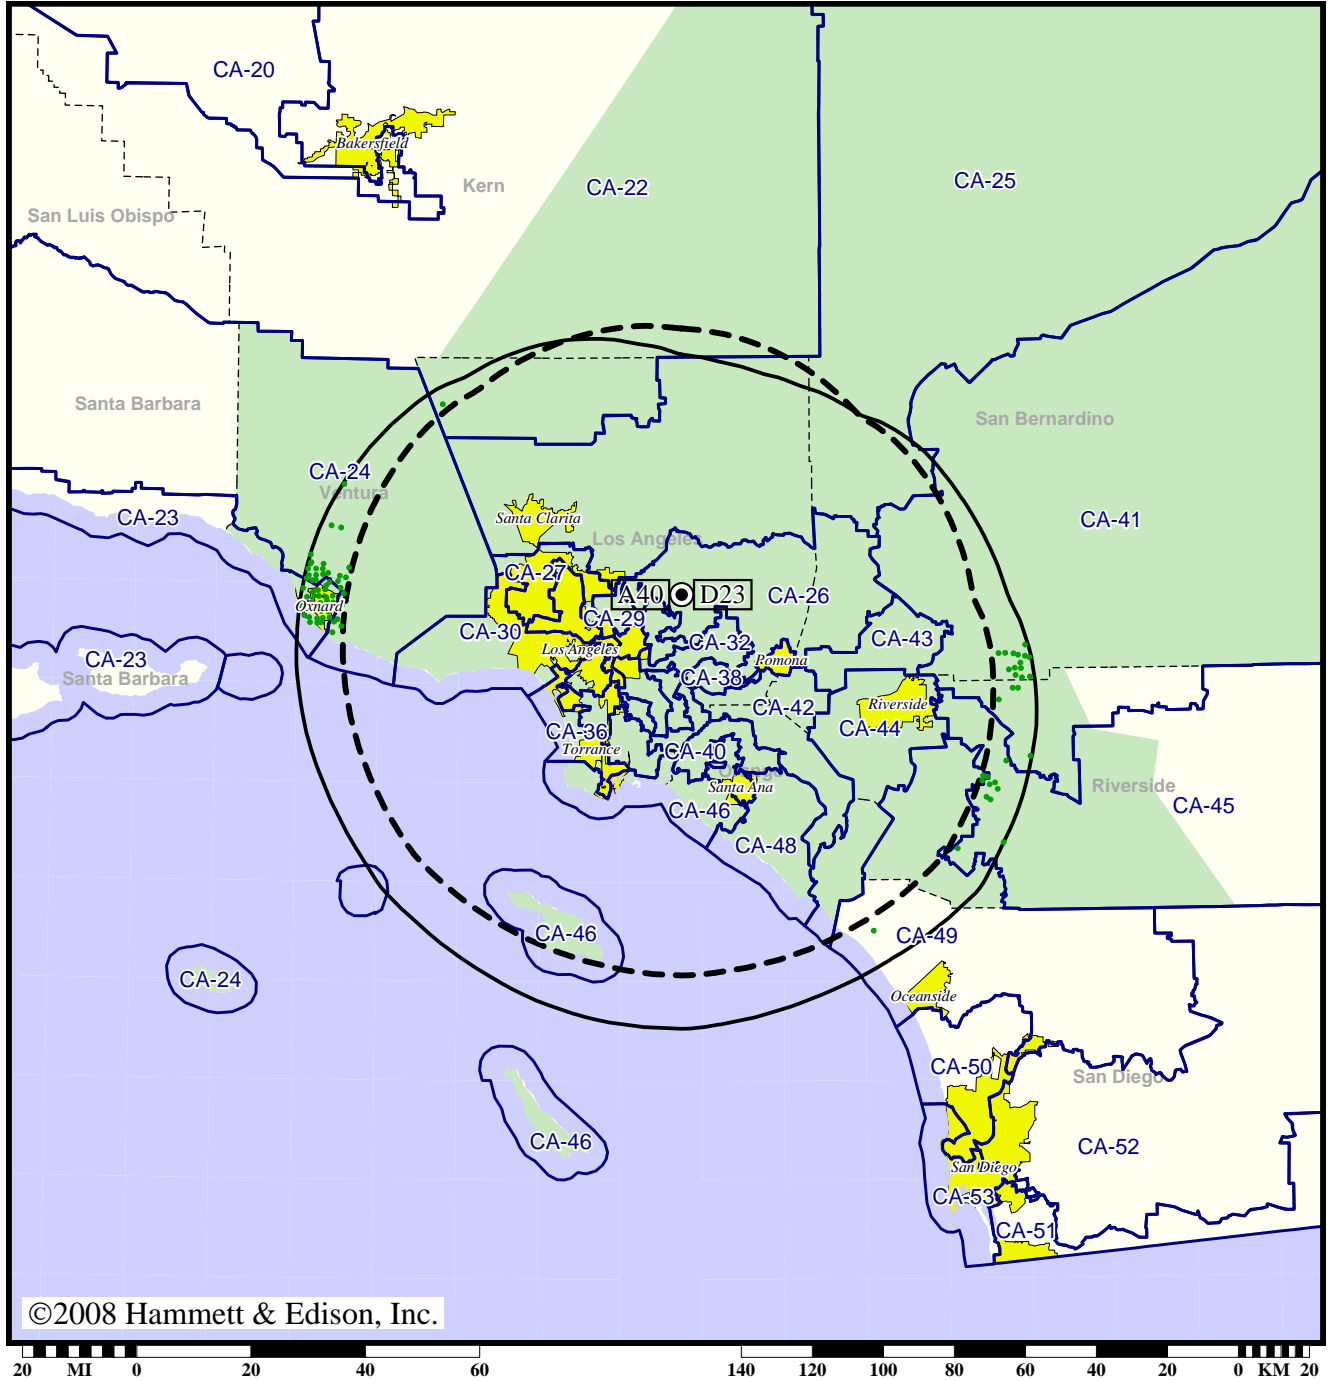 CA-20
Bakersfield
Kern
CA-22
CA-25
San Luis Obispo
Santa Barbara
San Bernardino
CA-24
Ventura
CA-23
Santa Clarita
Los Angeles
CA-41
CA-27
A40
D23
CA-26
Oxnard
CA-29
CA-30
CA-32
CA-43
Los Angeles
Pomona
CA-23
Santa Barbara
CA-38
CA-42
Riverside
CA-44
CA-36
Torrance
CA-40
Orange
Santa Ana
Riverside
CA-45
CA-46
CA-48
CA-46
CA-49
CA-24
Oceanside
CA-50
San Diego
CA-46
CA-52
San Diego
CA-53
CA-51
©2008 Hammett & Edison, Inc.
20 MI 0 20 40 60 140 120 100 80 60 40 20 0 KM 20